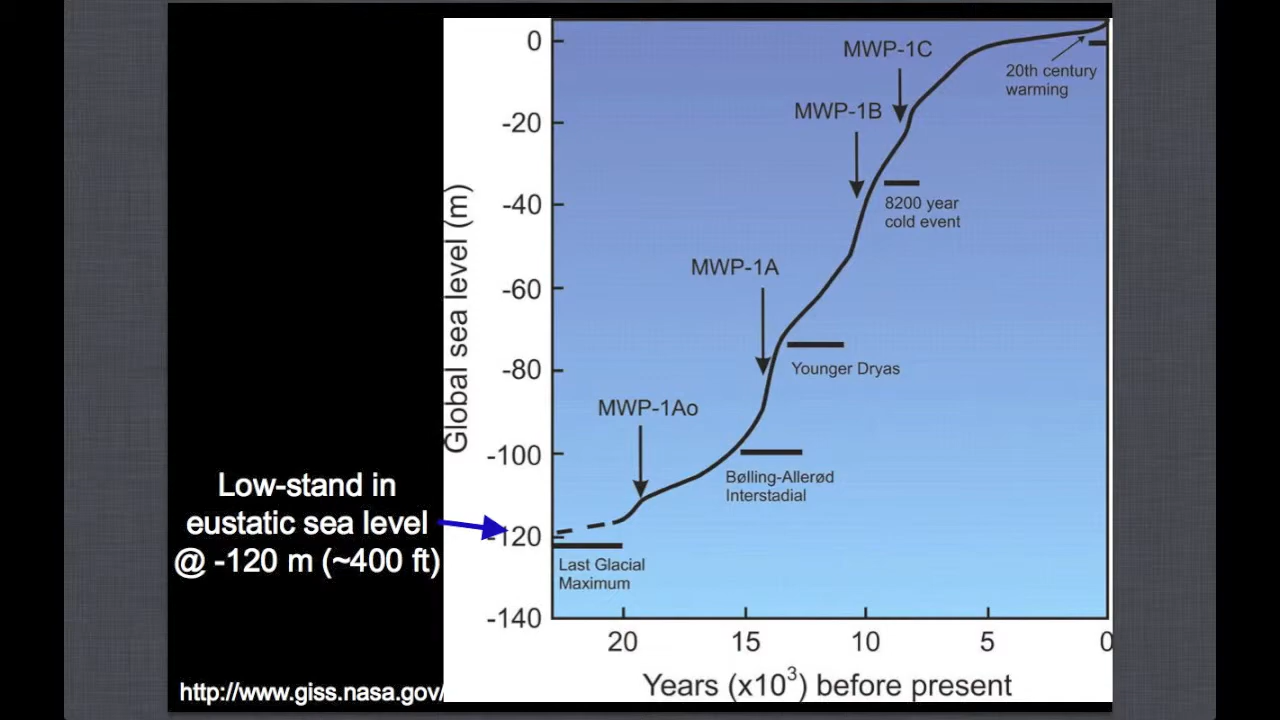 Global sea level (m)
0
-20
-40
-60
-80
-100
-120
-140
MWP-1C
MWP-1B
MWP-1A
MWP-1Ao
20th century
warming
8200 year
cold event
Younger Dryas
Bølling-Allerød
Interstadial
Last Glacial
Maximum
20 15 10 5 0
Years (x10³) before present
Low-stand in
eustatic sea level
@ -120 m (~400 ft)
http://www.giss.nasa.gov/